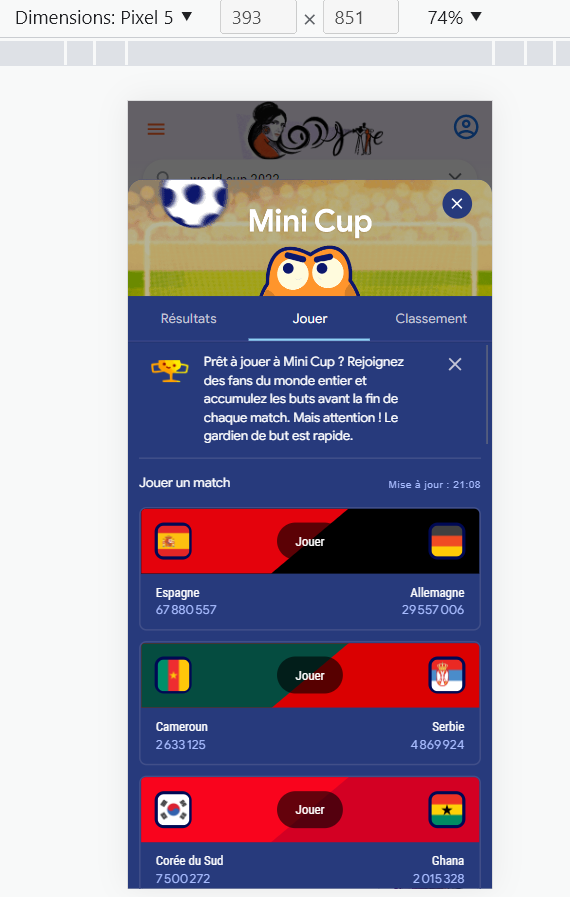 Dimensions: Pixel 5 ▼ 393 × 851 74% ▼
world cup 2022
Mini Cup
Résultats Jouer Classement
Prêt à jouer à Mini Cup ? Rejoignez
des fans du monde entier et
accumulez les buts avant la fin de
chaque match. Mais attention ! Le
gardien de but est rapide.
Jouer un match Mise à jour : 21:08
Jouer
Espagne Allemagne
67 880 557 29 557 006
Jouer
Cameroun Serbie
2 633 125 4 869 924
Jouer
Corée du Sud Ghana
7 500 272 2 015 328